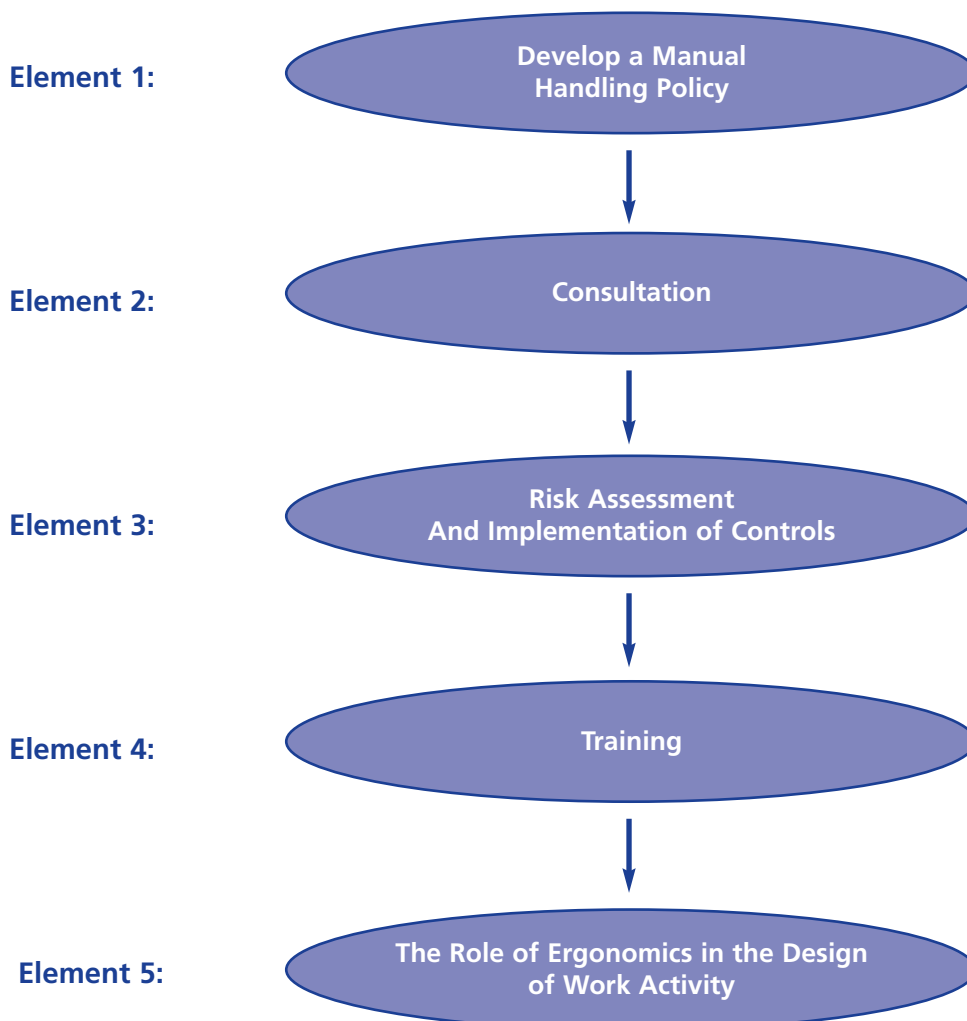 Element 1:
Develop a Manual
Handling Policy
Element 2:
Consultation
Element 3:
Risk Assessment
And Implementation of Controls
Element 4:
Training
Element 5:
The Role of Ergonomics in the Design
of Work Activity